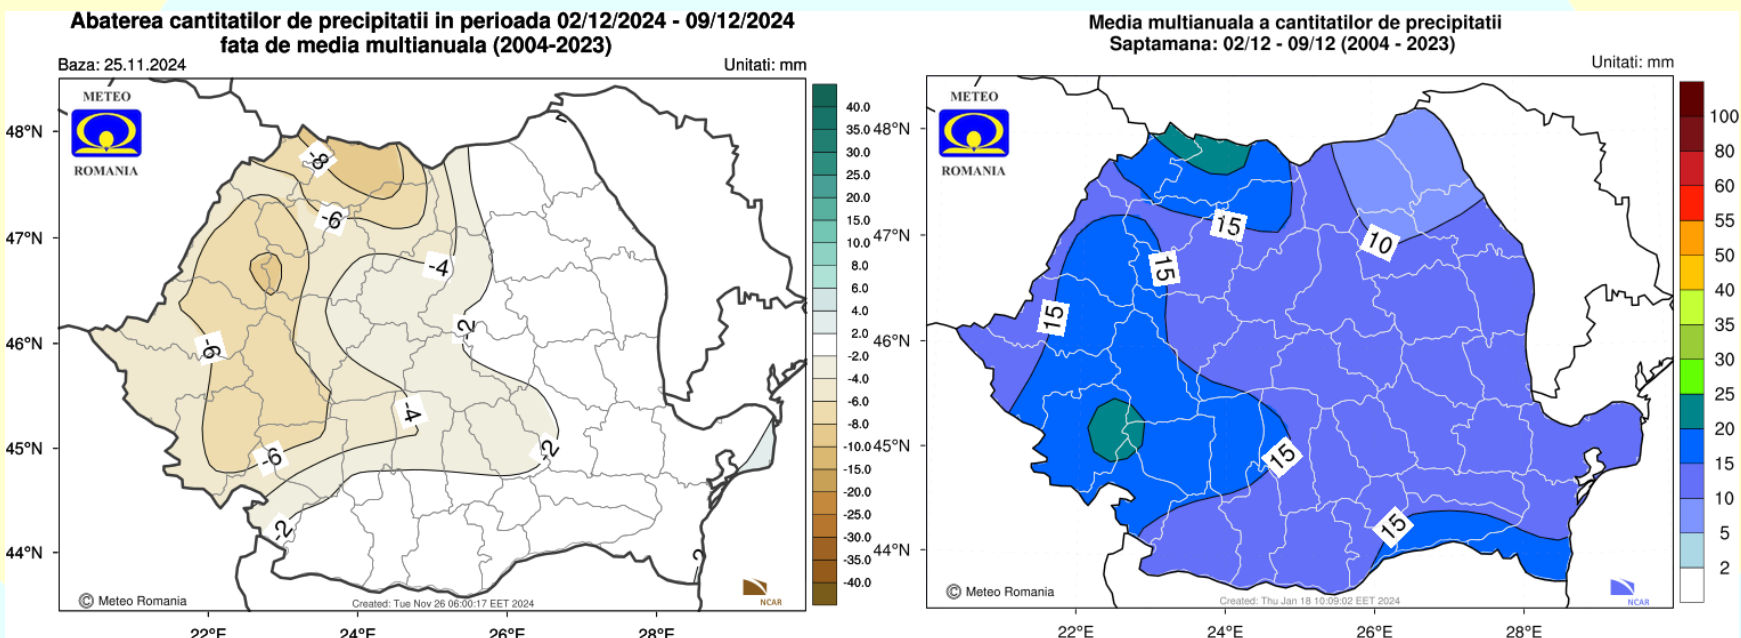 Abaterea cantitatilor de precipitatii in perioada 02/12/2024 - 09/12/2024
fata de media multianuala (2004-2023)
Baza: 25.11.2024
Unitati: mm
METEO
ROMANIA
48°N
47°N
46°N
45°N
44°N
-8
-6
-4
-2
-6
-4
-6
-2
-2
2
40.0
35.0
30.0
25.0
20.0
15.0
10.0
8.0
6.0
4.0
2.0
-2.0
-4.0
-6.0
-8.0
-10.0
-15.0
-20.0
-25.0
-30.0
-35.0
-40.0
© Meteo Romania
Created: Tue Nov 26 06:00:17 EET 2024
NCAR
22°E
24°E
26°E
28°E
Media multianuala a cantitatilor de precipitatii
Saptamana: 02/12 - 09/12 (2004 - 2023)
Unitati: mm
METEO
ROMANIA
48°N
47°N
46°N
45°N
44°N
15
10
15
15
15
15
100
80
60
55
50
40
35
30
25
20
15
10
5
2
© Meteo Romania
Created: Thu Jan 18 10:09:02 EET 2024
NCAR
22°E
24°E
26°E
28°E